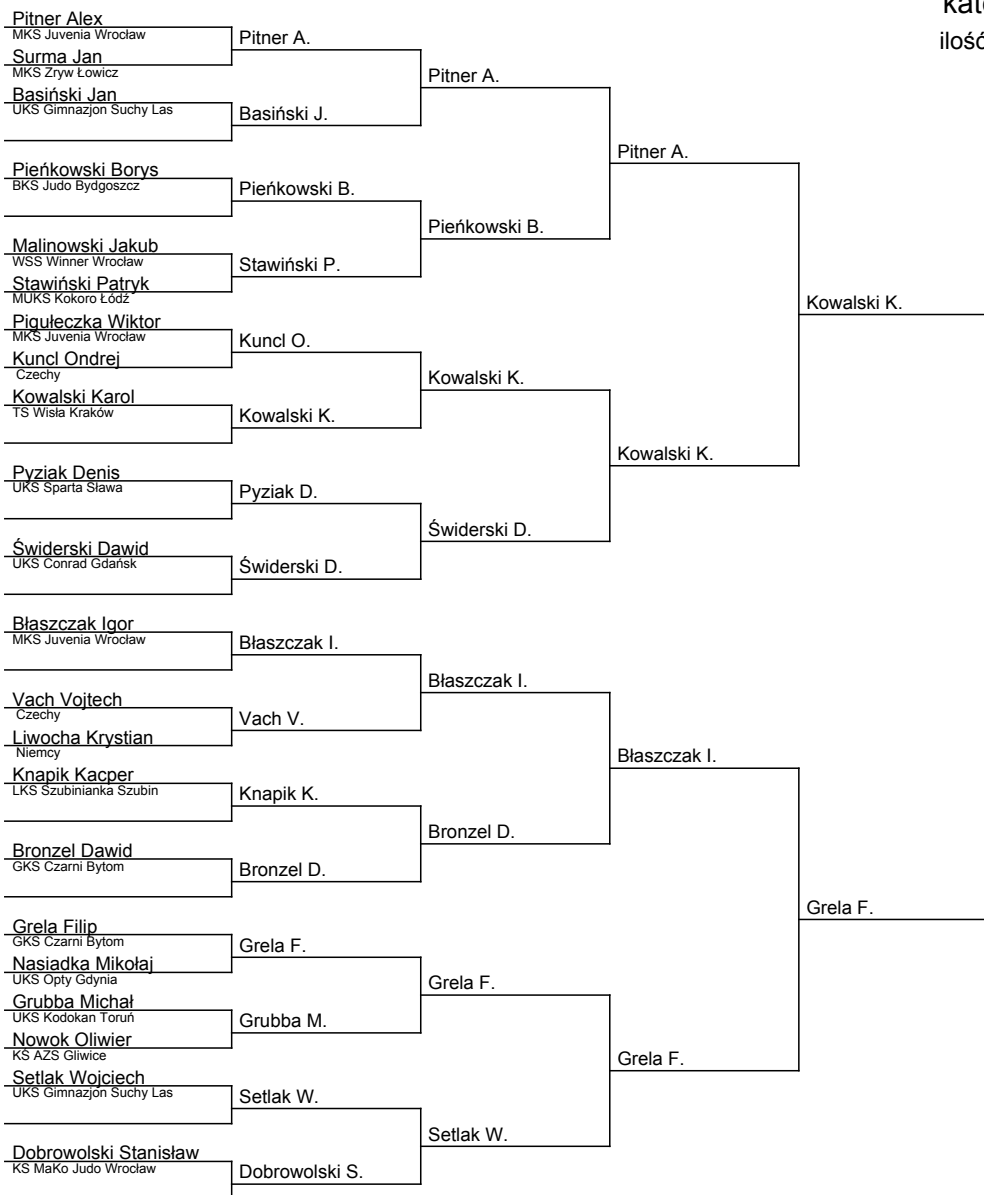 kate
ilość
Pitner Alex
MKS Juvenia Wrocław
Surma Jan
MKS Zryw Łowicz
Basiński Jan
UKS Gimnazjon Suchy Las
Pieńkowski Borys
BKS Judo Bydgoszcz
Malinowski Jakub
WSS Winner Wrocław
Stawiński Patryk
MUKS Kokoro Łódź
Pigułeczka Wiktor
MKS Juvenia Wrocław
Kuncl Ondrej
Czechy
Kowalski Karol
TS Wisła Kraków
Pyziak Denis
UKS Sparta Sława
Świderski Dawid
UKS Conrad Gdańsk
Błaszczak Igor
MKS Juvenia Wrocław
Vach Vojtech
Czechy
Liwocha Krystian
Niemcy
Knapik Kacper
LKS Szubinianka Szubin
Bronzel Dawid
GKS Czarni Bytom
Grela Filip
GKS Czarni Bytom
Nasiadka Mikołaj
UKS Opty Gdynia
Grubba Michał
UKS Kodokan Toruń
Nowok Oliwier
KŚ AZS Gliwice
Setlak Wojciech
UKS Gimnazjon Suchy Las
Dobrowolski Stanisław
KS MaKo Judo Wrocław
Pitner A.
Basiński J.
Pieńkowski B.
Stawiński P.
Kuncl O.
Kowalski K.
Pyziak D.
Świderski D.
Błaszczak I.
Vach V.
Knapik K.
Bronzel D.
Grela F.
Grubba M.
Setlak W.
Dobrowolski S.
Pitner A.
Pieńkowski B.
Kowalski K.
Świderski D.
Błaszczak I.
Bronzel D.
Grela F.
Setlak W.
Pitner A.
Kowalski K.
Błaszczak I.
Grela F.
Kowalski K.
Grela F.